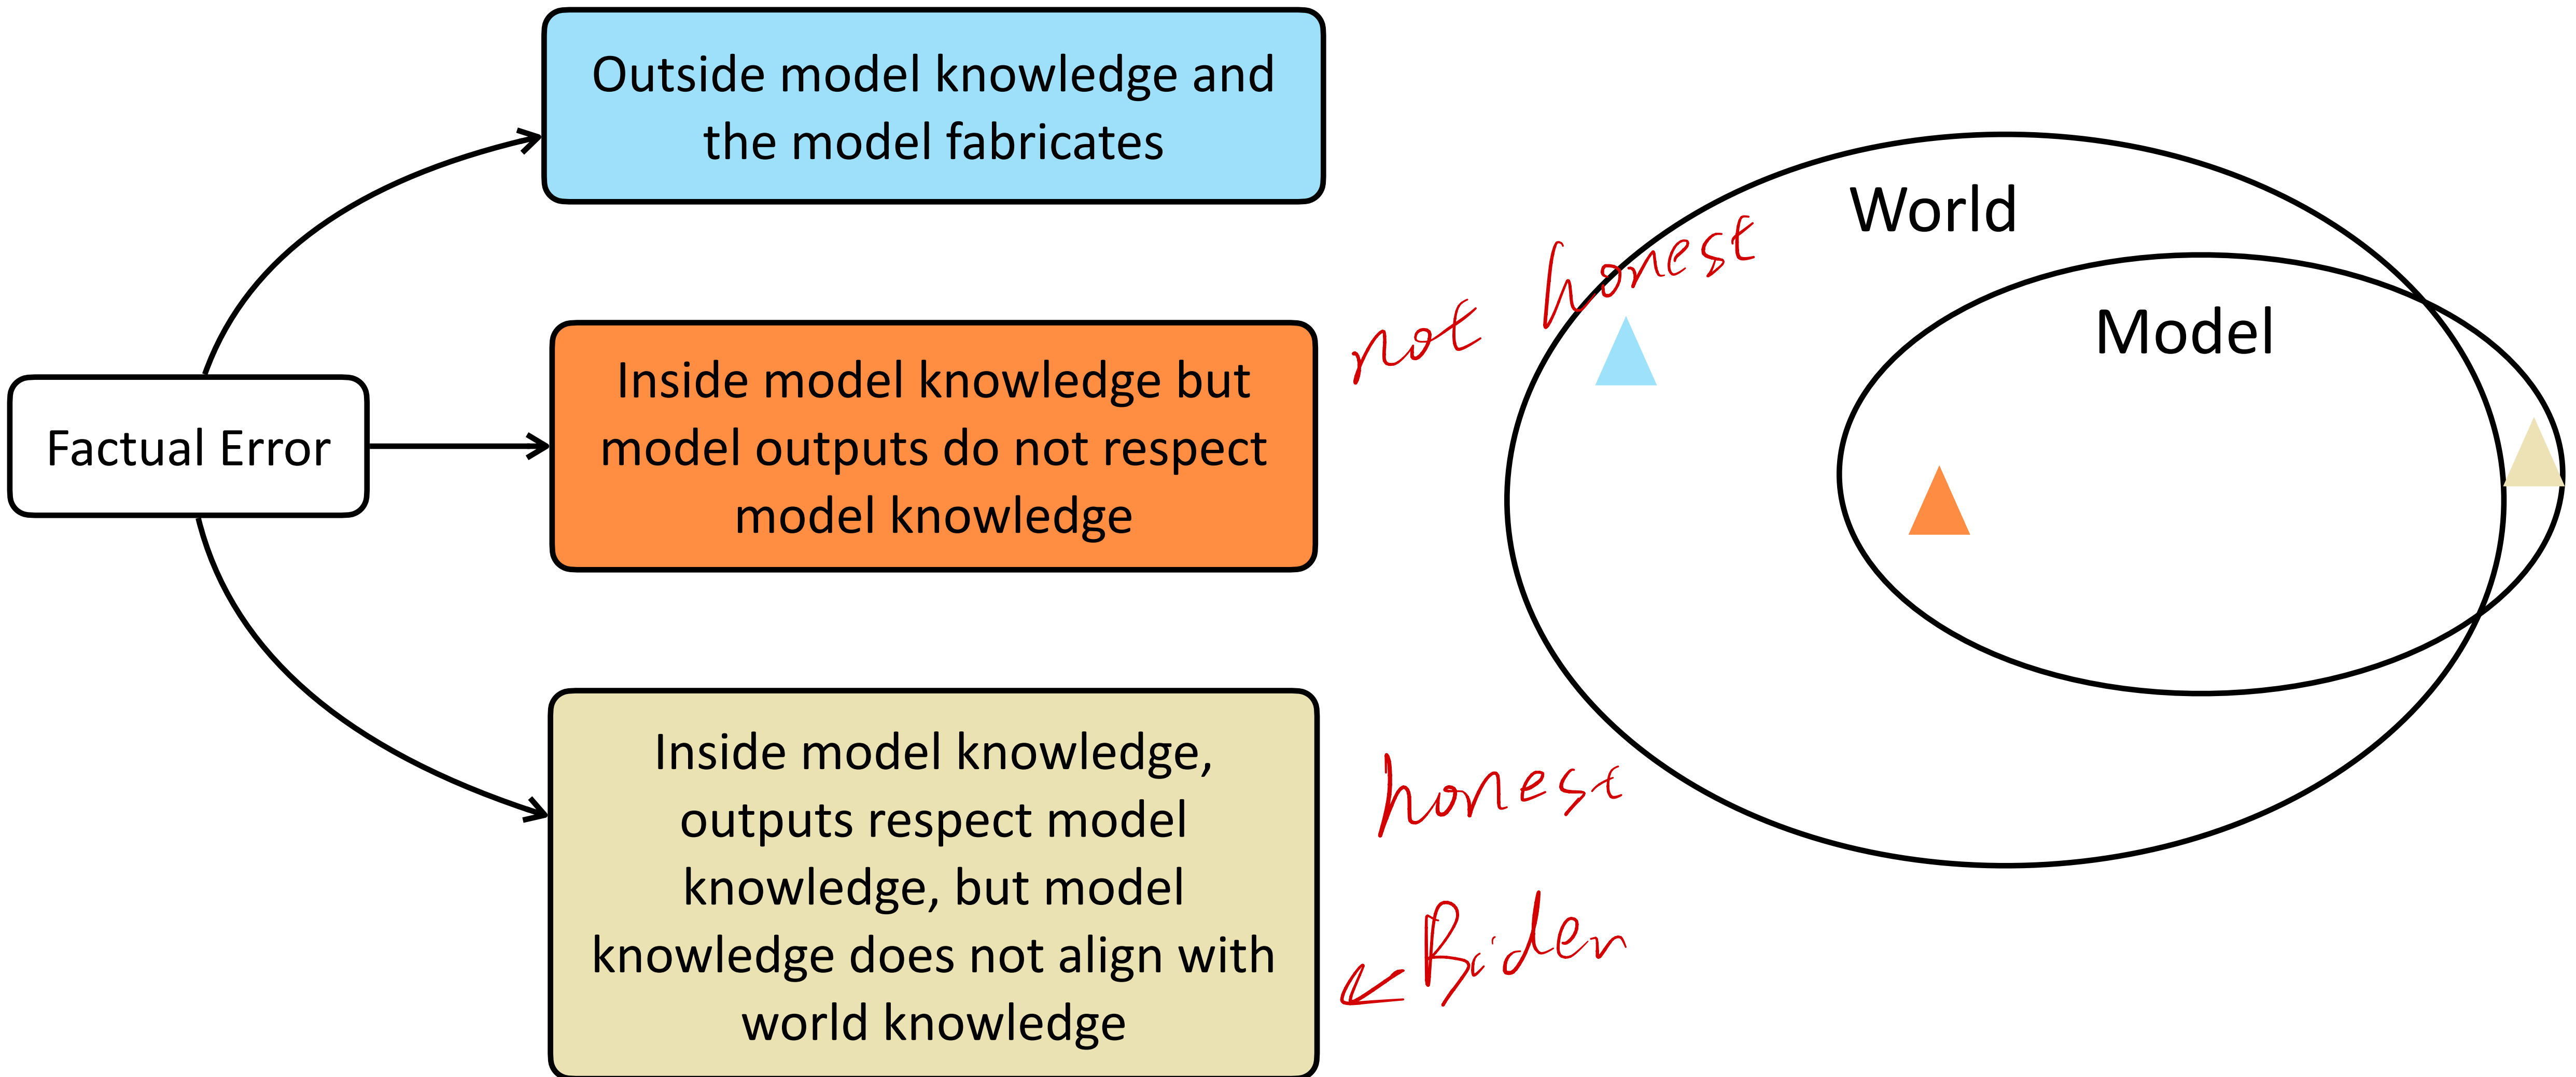 Outside model knowledge and
the model fabricates
Factual Error
Inside model knowledge but
model outputs do not respect
model knowledge
not honest
Inside model knowledge,
outputs respect model
knowledge, but model
knowledge does not align with
world knowledge
honest
Biden
World
Model